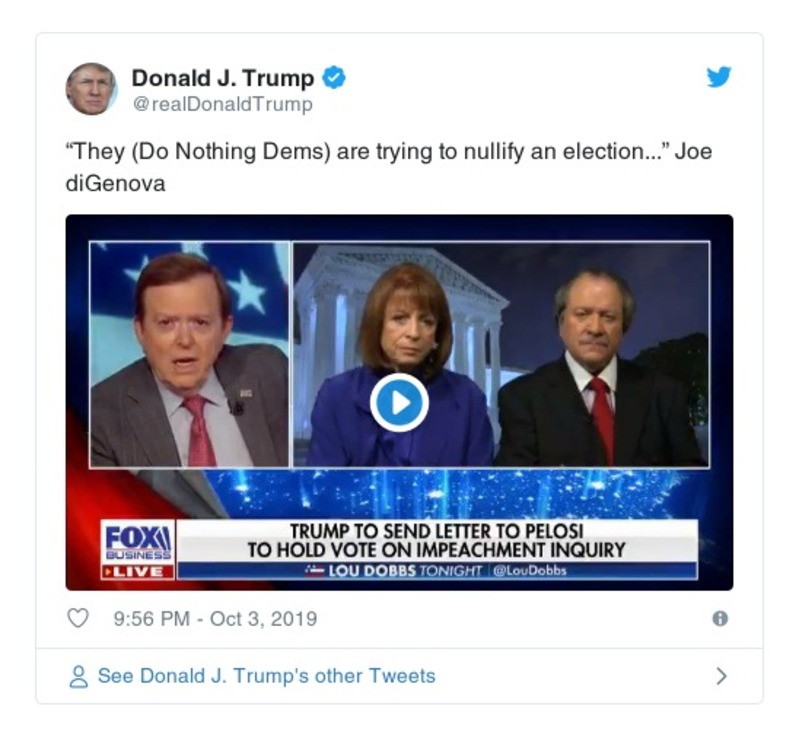 Donald J. Trump
@realDonaldTrump
“They (Do Nothing Dems) are trying to nullify an election...” Joe
diGenova
FOX
BUSINESS
LIVE
TRUMP TO SEND LETTER TO PELOSI
TO HOLD VOTE ON IMPEACHMENT INQUIRY
LOU DOBBS TONIGHT @LouDobbs
9:56 PM - Oct 3, 2019
See Donald J. Trump's other Tweets